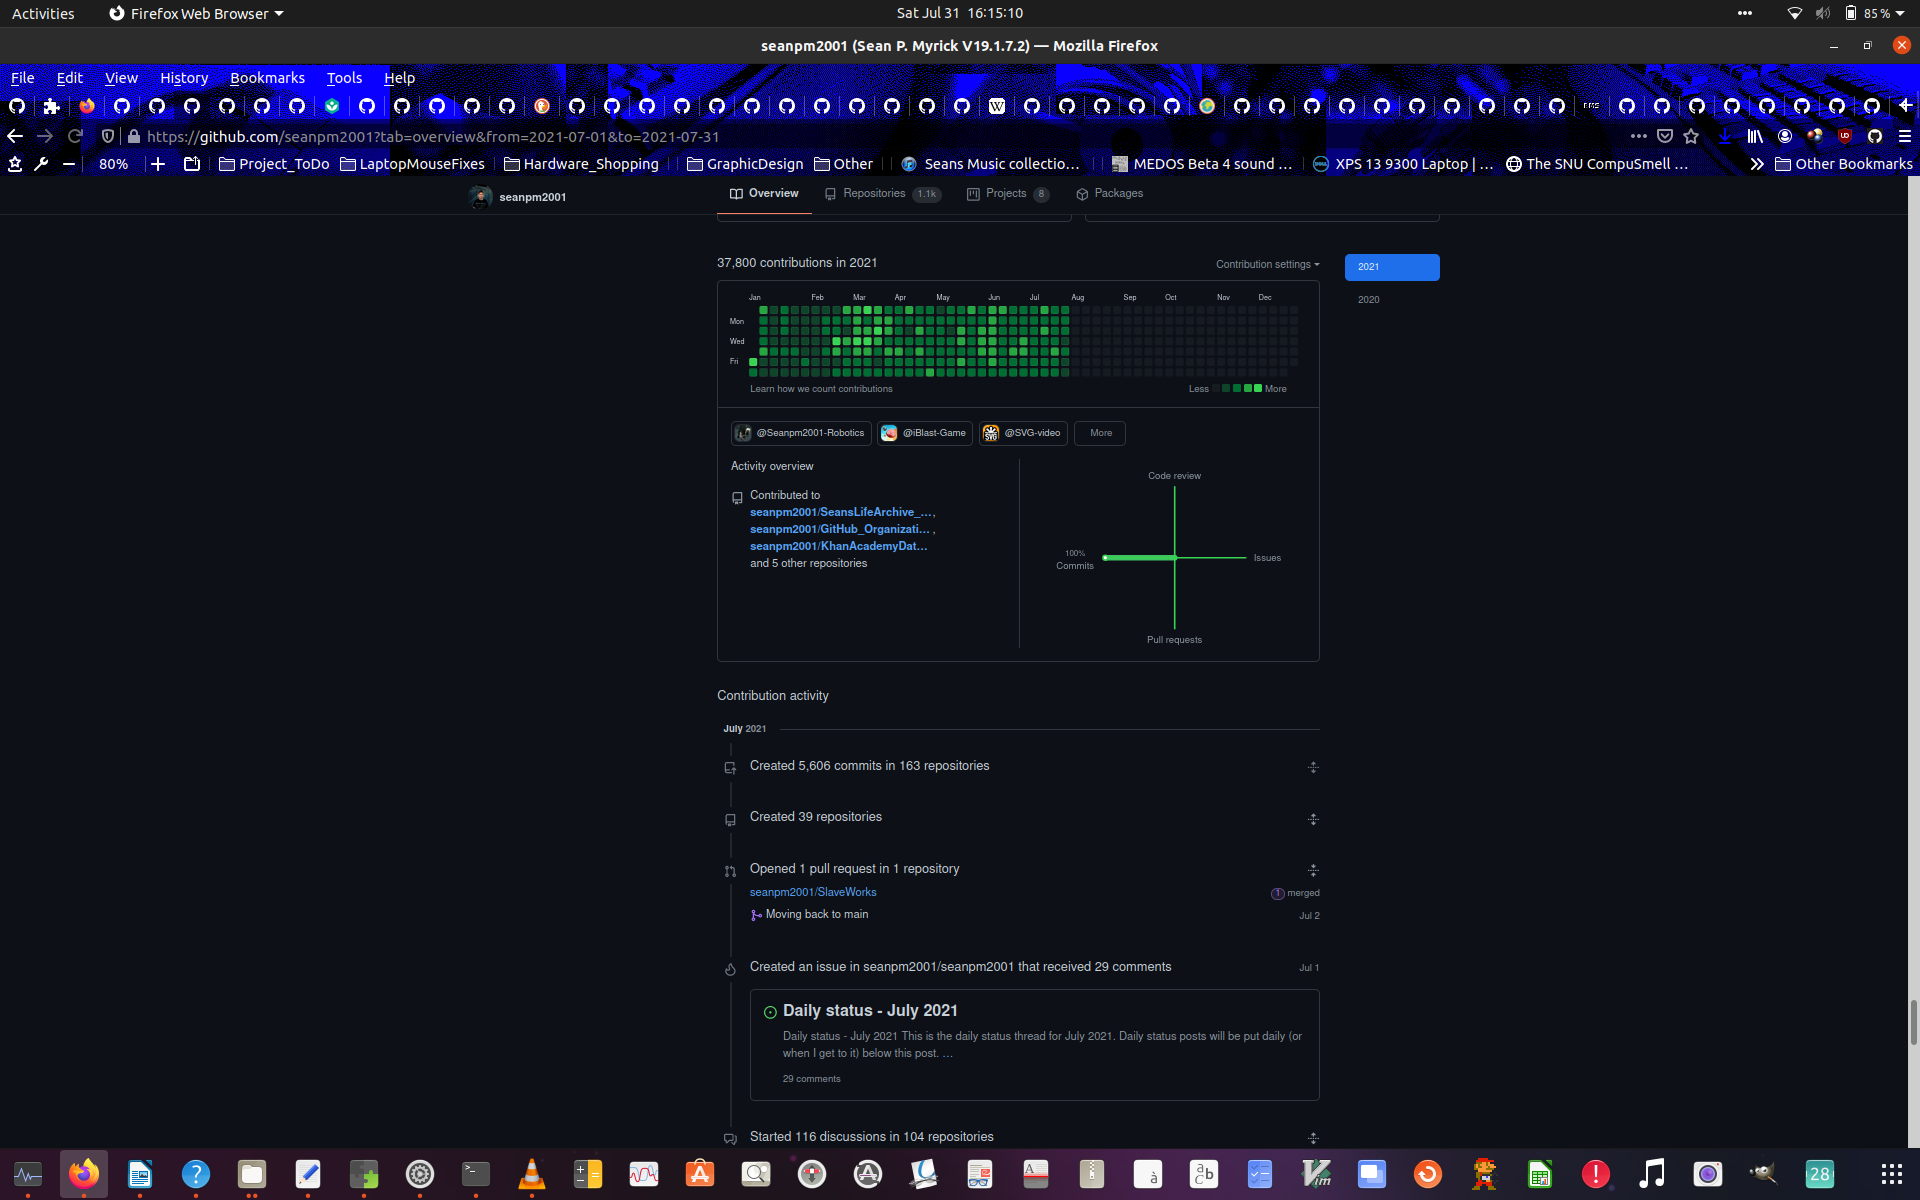 Activities
Firefox Web Browser
Sat Jul 31 16:15:10
85 %
seanpm2001 (Sean P. Myrick V19.1.7.2) — Mozilla Firefox
File Edit View History Bookmarks Tools Help
https://github.com/seanpm2001?tab=overview&from=2021-07-01&to=2021-07-31
80%
Project_ToDo
LaptopMouseFixes
Hardware_Shopping
GraphicDesign
Other
Seans Music collectio…
MEDOS Beta 4 sound …
XPS 13 9300 Laptop | …
The SNU CompuSmell …
Other Bookmarks
seanpm2001
Overview
Repositories 1.1k
Projects 8
Packages
37,800 contributions in 2021
Contribution settings
2021
2020
Jan Feb Mar Apr May Jun Jul Aug Sep Oct Nov Dec
Mon
Wed
Fri
Learn how we count contributions
Less More
@Seanpm2001-Robotics
@iBlast-Game
@SVG-video
More
Activity overview
Contributed to
seanpm2001/SeansLifeArchive_…,
seanpm2001/GitHub_Organizati… ,
seanpm2001/KhanAcademyDat…
and 5 other repositories
Code review
100%
Commits
Issues
Pull requests
Contribution activity
July 2021
Created 5,606 commits in 163 repositories
Created 39 repositories
Opened 1 pull request in 1 repository
seanpm2001/SlaveWorks
1 merged
Moving back to main
Jul 2
Created an issue in seanpm2001/seanpm2001 that received 29 comments
Jul 1
Daily status - July 2021
Daily status - July 2021 This is the daily status thread for July 2021. Daily status posts will be put daily (or
when I get to it) below this post. …
29 comments
Started 116 discussions in 104 repositories
28